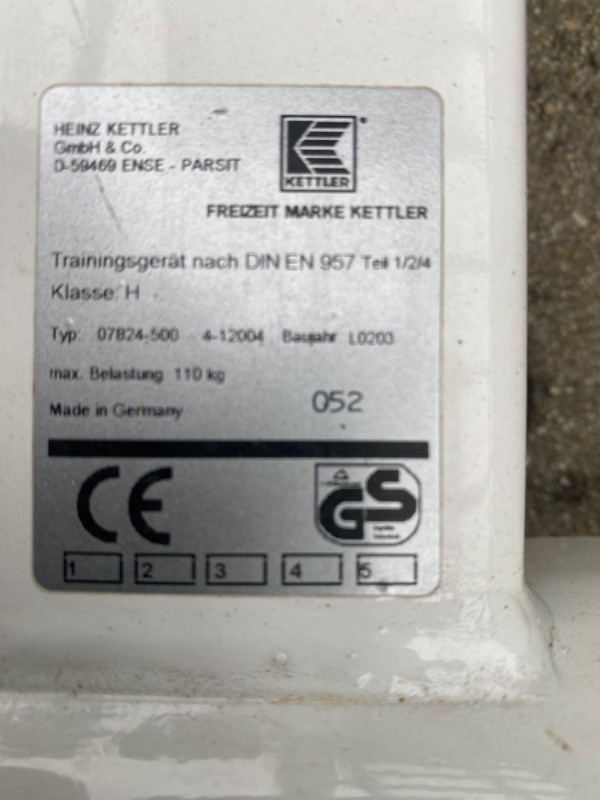 HEINZ KETTLER
GmbH & Co.
D-59469 ENSE - PARSIT
KETTLER
FREIZEIT MARKE KETTLER
Trainingsgerät nach DIN EN 957 Teil 1/2/4
Klasse: H
Typ: 07824-500 4-12004 Baujahr L0203
max. Belastung 110 kg
Made in Germany 052
CE GS
1 2 3 4 5